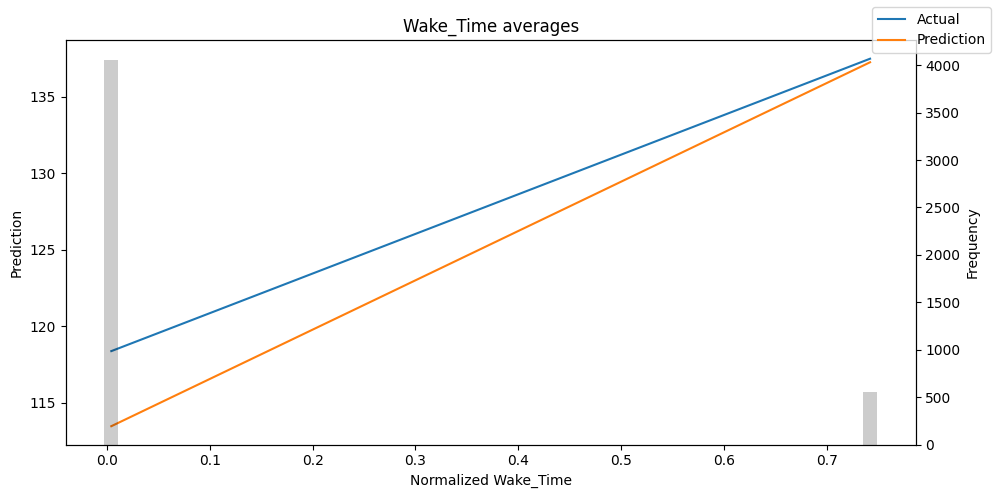 Wake_Time averages
Actual
Prediction
Prediction
135
130
125
120
115
4000
3500
3000
2500
2000
1500
1000
500
0
Frequency
0.0 0.1 0.2 0.3 0.4 0.5 0.6 0.7
Normalized Wake_Time